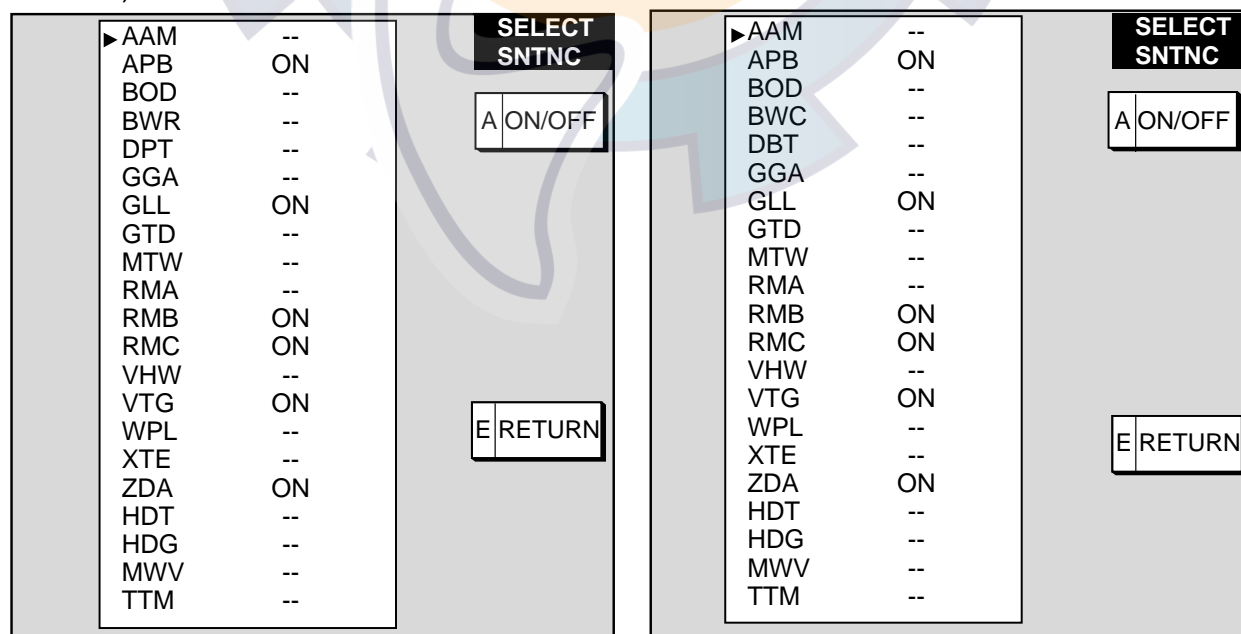 ▶AAM --
APB ON
BOD --
BWR --
DPT --
GGA --
GLL ON
GTD --
MTW --
RMA --
RMB ON
RMC ON
VHW --
VTG ON
WPL --
XTE --
ZDA ON
HDT --
HDG --
MWV --
TTM --
SELECT
SNTNC
A ON/OFF
E RETURN
▶AAM --
APB ON
BOD --
BWC --
DBT --
GGA --
GLL ON
GTD --
MTW --
RMA --
RMB ON
RMC ON
VHW --
VTG ON
WPL --
XTE --
ZDA ON
HDT --
HDG --
MWV --
TTM --
SELECT
SNTNC
A ON/OFF
E RETURN